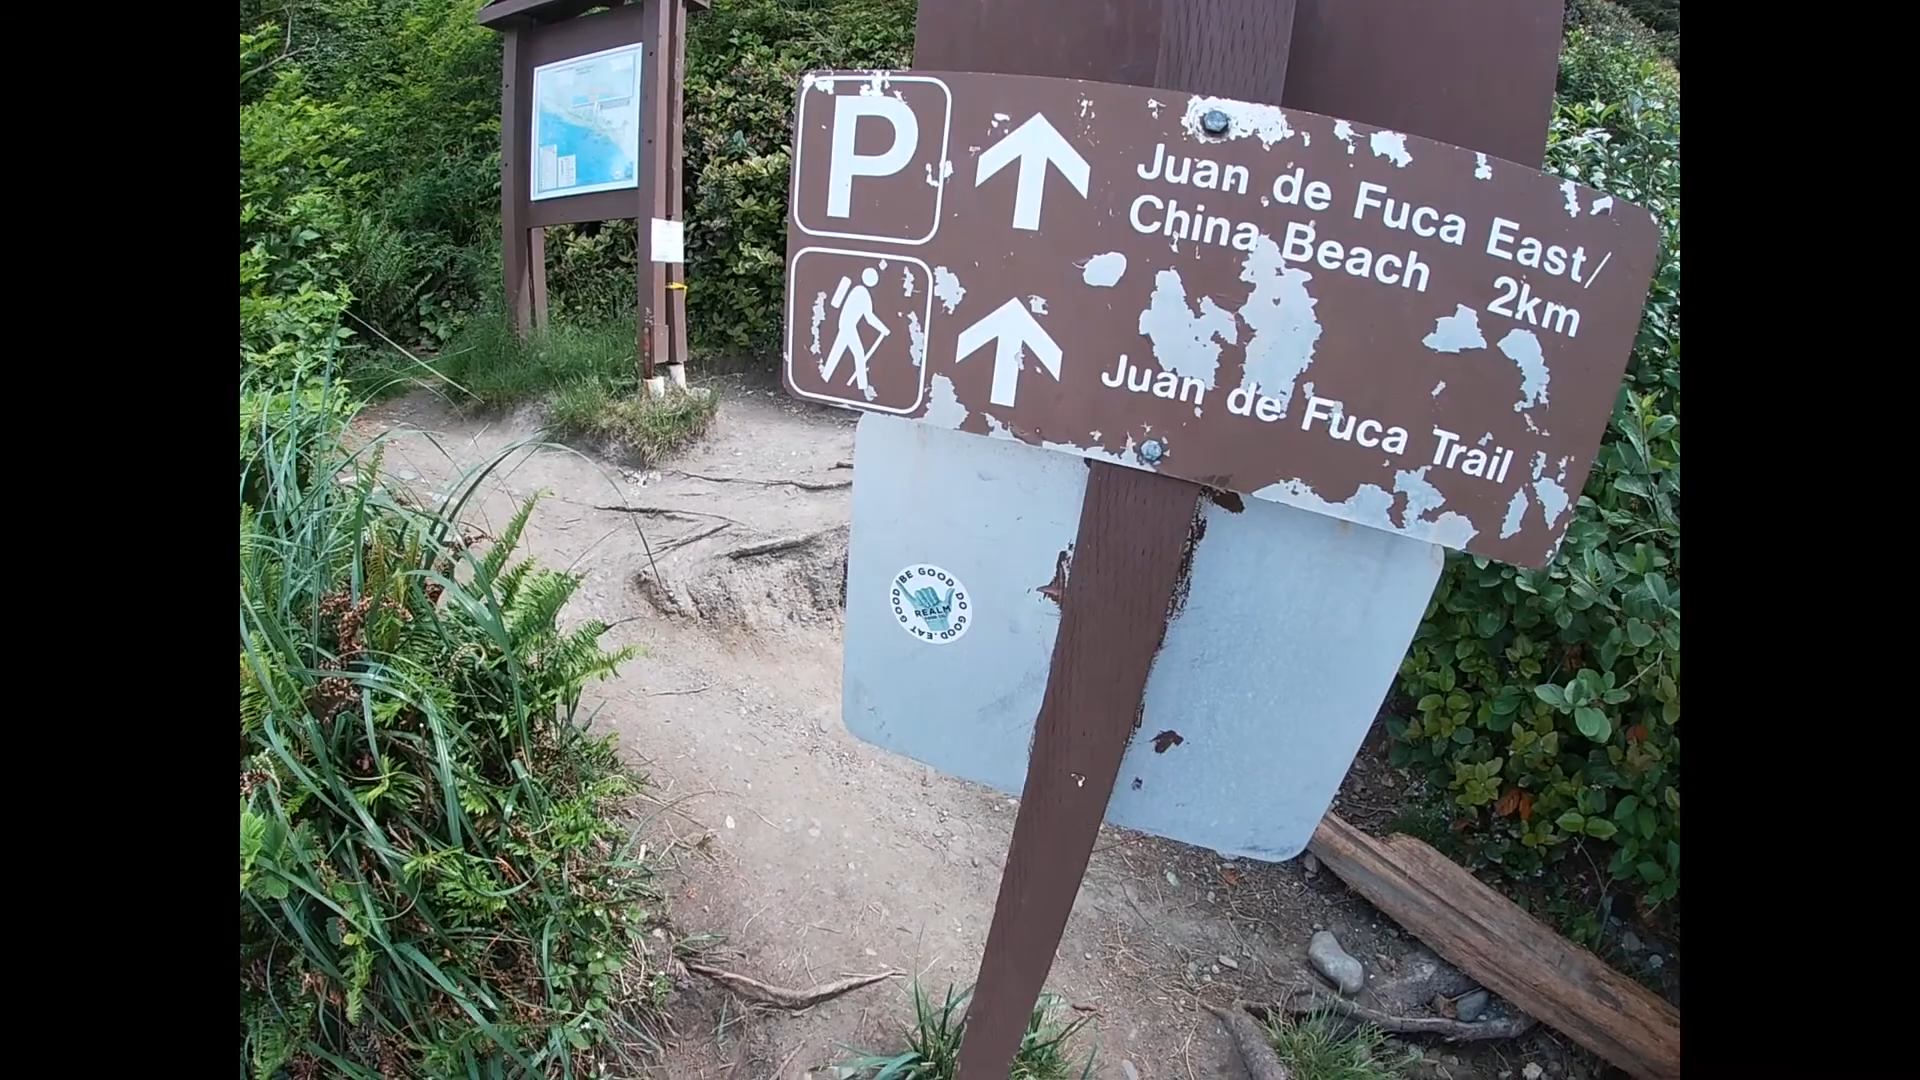 P
Juan de Fuca East/
China Beach 2km
Juan de Fuca Trail
BE GOOD DO GOOD. EAT GOOD
REALM